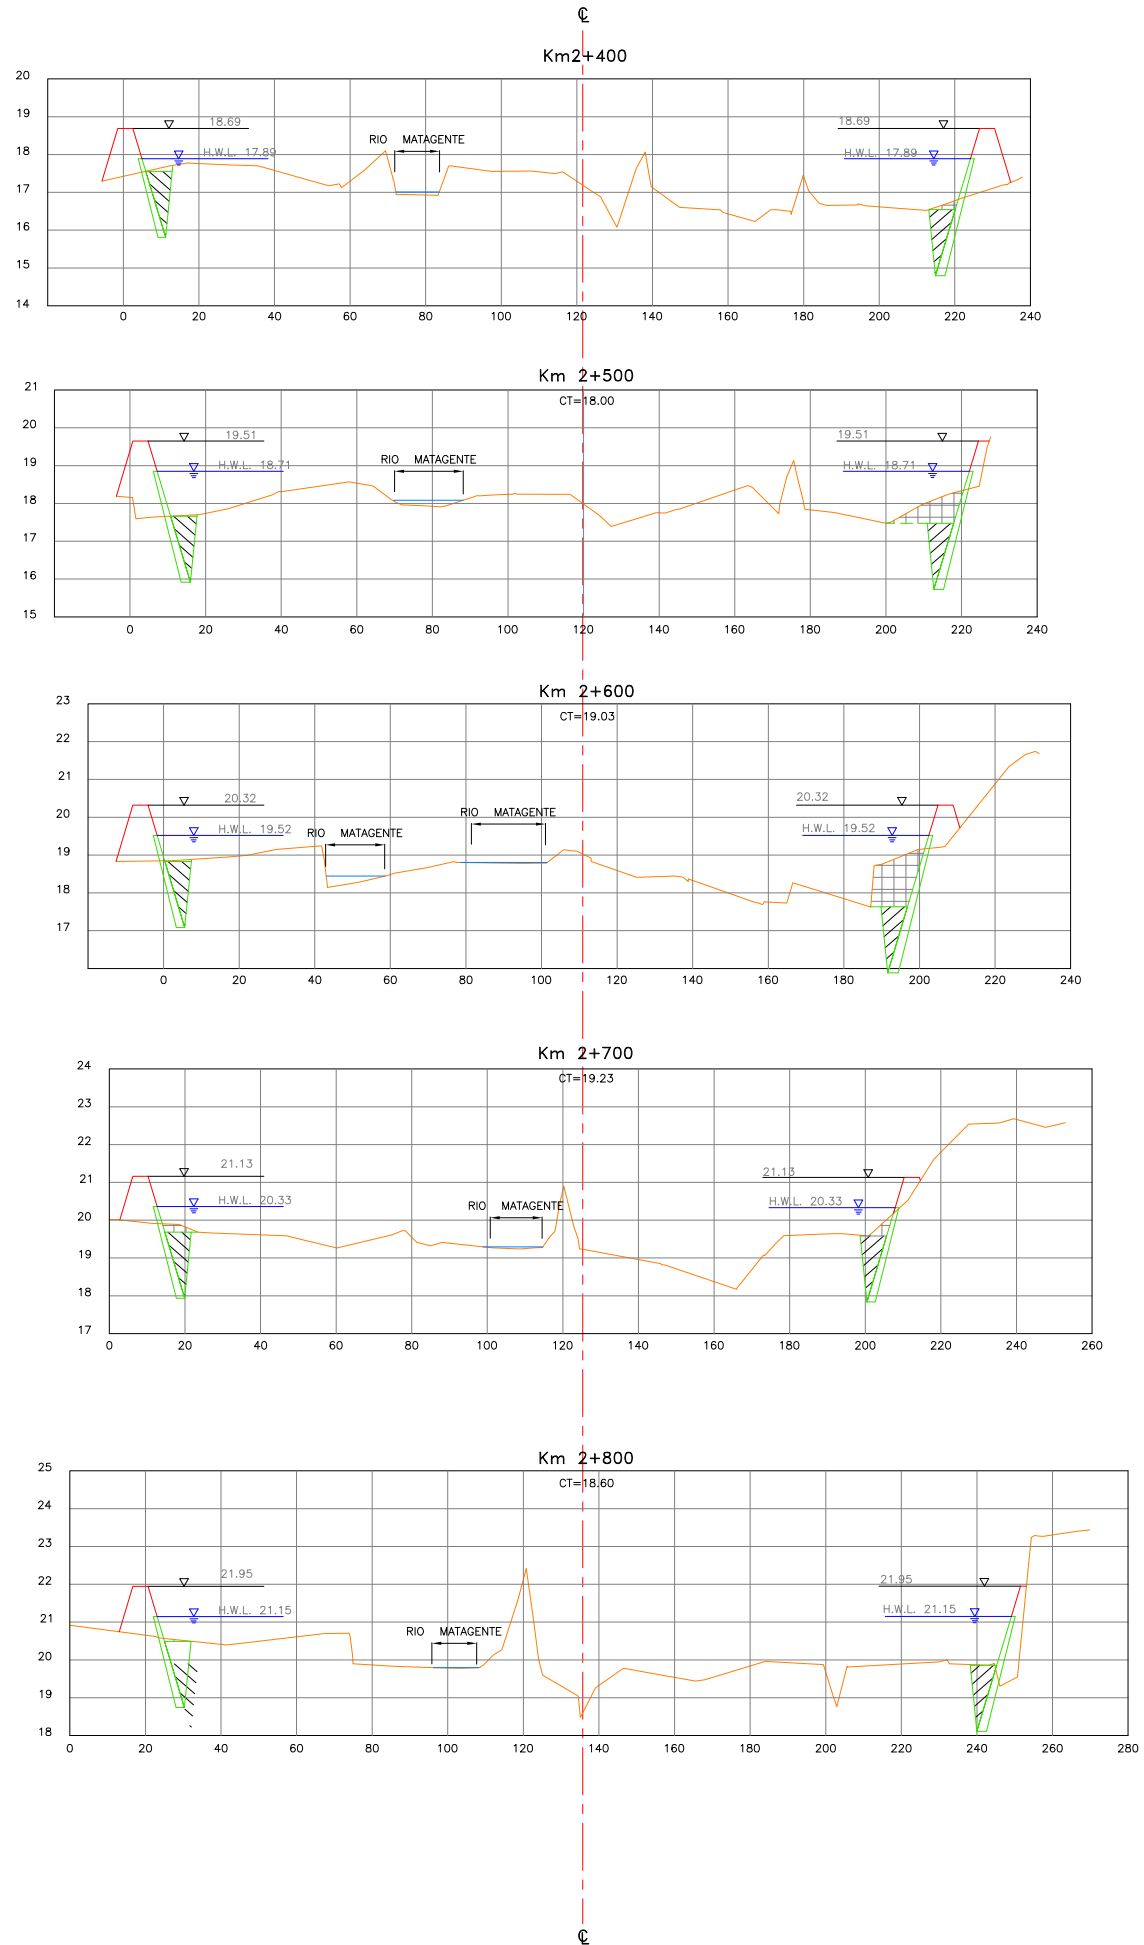 ℄
Km2+400
20
19
18.69
18.69
RIO MATAGENTE
18
H.W.L. 17.89
H.W.L. 17.89
17
16
15
14
0 20 40 60 80 100 120 140 160 180 200 220 240
Km 2+500
21
CT=18.00
20
19.51
19.51
RIO MATAGENTE
19
H.W.L. 18.71
H.W.L. 18.71
18
17
16
15
0 20 40 60 80 100 120 140 160 180 200 220 240
Km 2+600
23
CT=19.03
22
21
20.32
20.32
20
RIO MATAGENTE
H.W.L. 19.52
RIO MATAGENTE
H.W.L. 19.52
19
18
17
0 20 40 60 80 100 120 140 160 180 200 220 240
Km 2+700
24
CT=19.23
23
22
21.13
21.13
21
H.W.L. 20.33
RIO MATAGENTE
H.W.L. 20.33
20
19
18
17
0 20 40 60 80 100 120 140 160 180 200 220 240 260
Km 2+800
25
CT=18.60
24
23
21.95
21.95
22
H.W.L. 21.15
H.W.L. 21.15
21
RIO MATAGENTE
20
19
18
0 20 40 60 80 100 120 140 160 180 200 220 240 260 280
℄